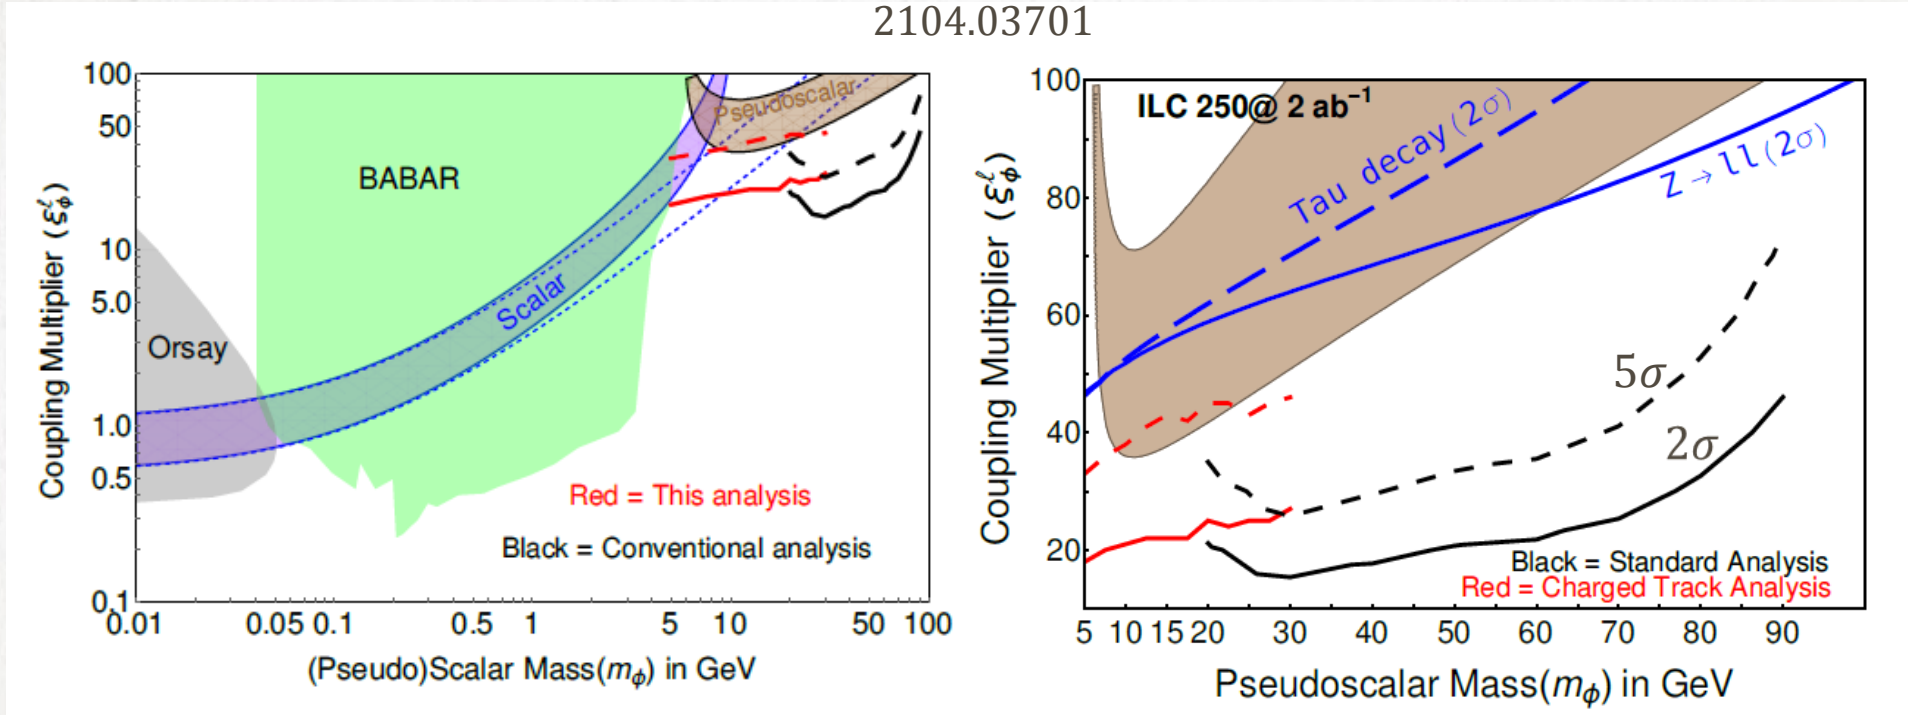 2104.03701
100
50
10
5.0
1.0
0.5
0.1
Coupling Multiplier (ξ_ϕ^ℓ)
BABAR
Orsay
Scalar
Pseudoscalar
Red = This analysis
Black = Conventional analysis
0.01 0.05 0.1 0.5 1 5 10 50 100
(Pseudo)Scalar Mass(m_ϕ) in GeV
100
80
60
40
20
Coupling Multiplier (ξ_ϕ^ℓ)
ILC 250@ 2 ab⁻¹
Tau decay(2σ)
Z → ll(2σ)
5σ
2σ
Black = Standard Analysis
Red = Charged Track Analysis
5 10 15 20 30 40 50 60 70 80 90
Pseudoscalar Mass(m_ϕ) in GeV